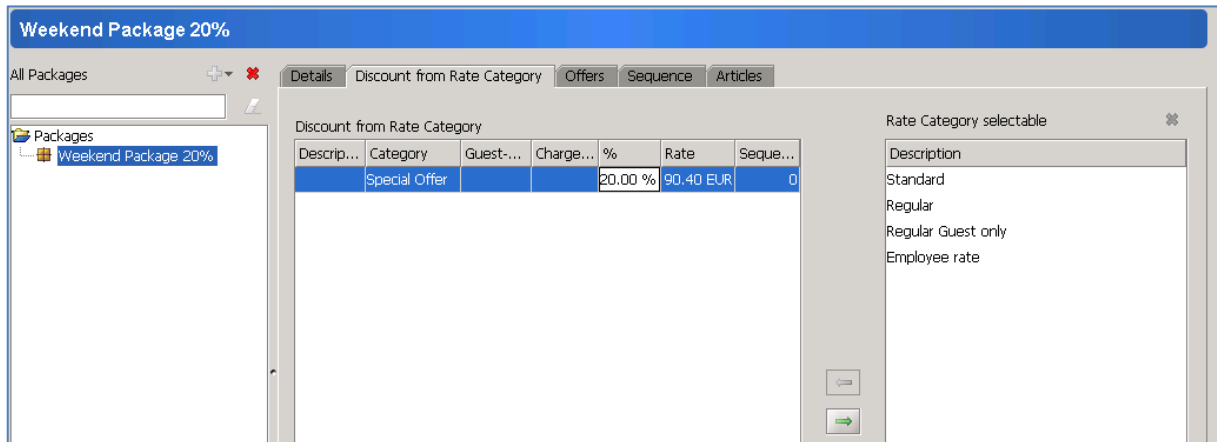 Weekend Package 20%
All Packages
Packages
Weekend Package 20%
Details Discount from Rate Category Offers Sequence Articles
Discount from Rate Category
Descrip... Category Guest-... Charge... % Rate Seque...
Special Offer 20.00 % 90.40 EUR 0
Rate Category selectable
Description
Standard
Regular
Regular Guest only
Employee rate